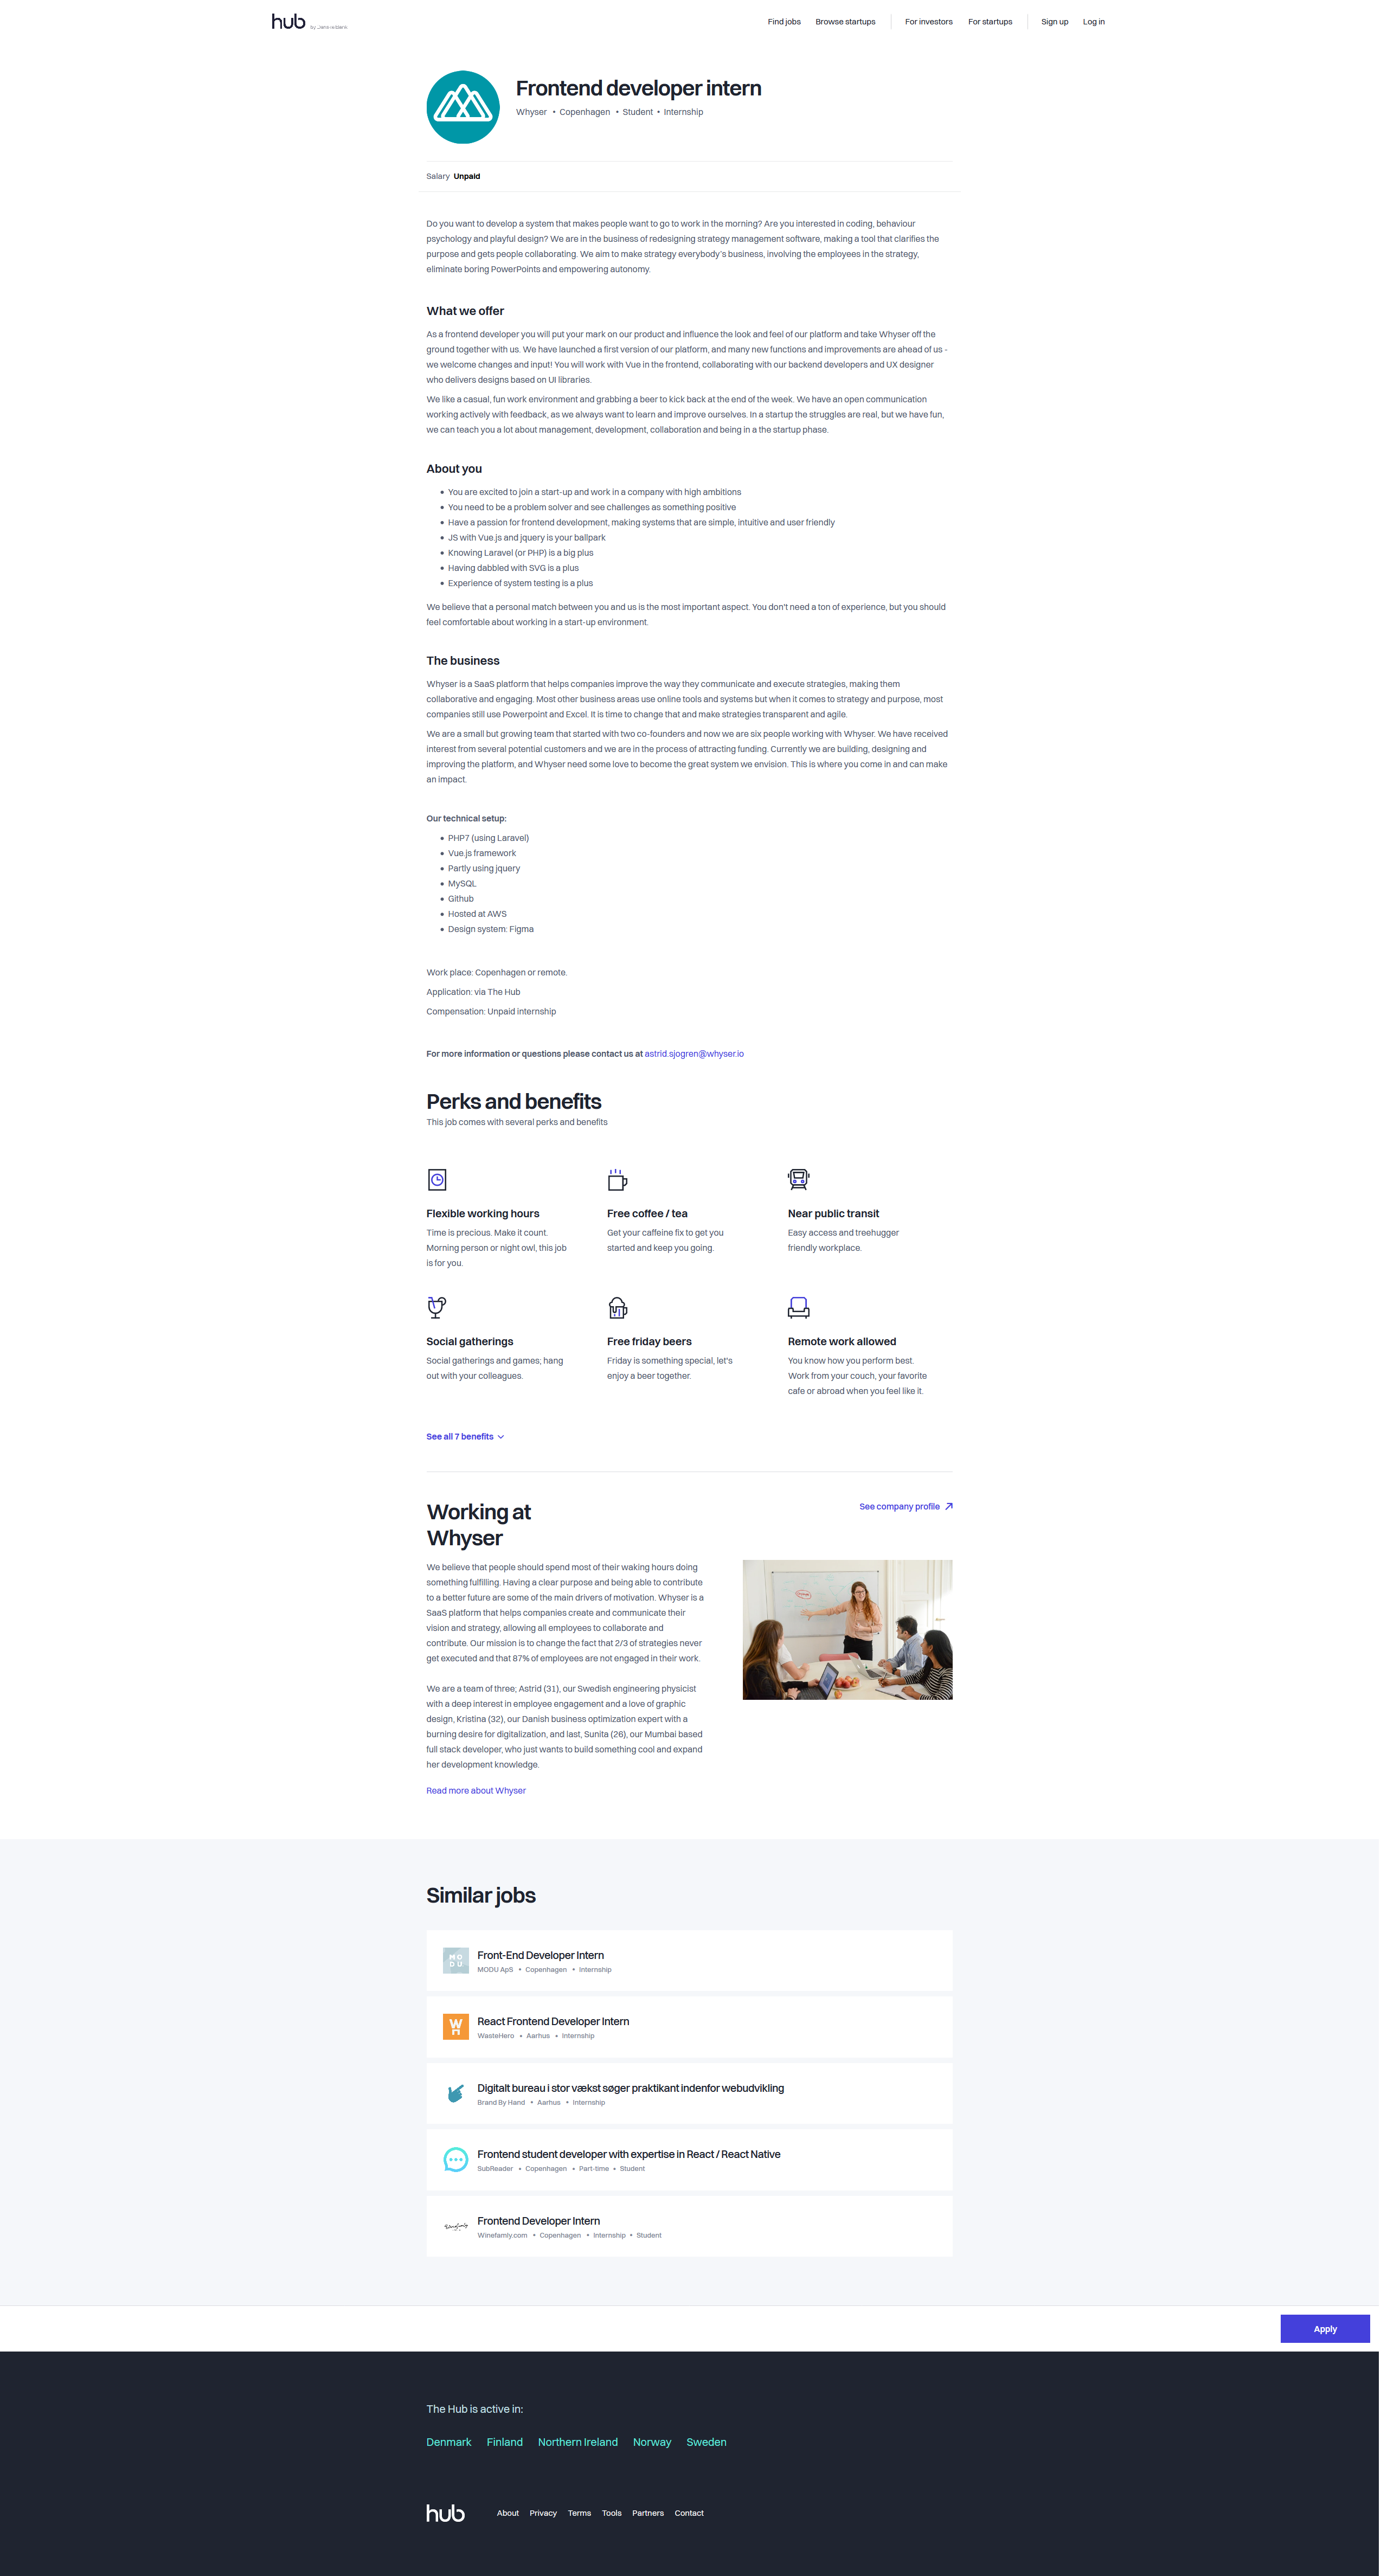 hub
Find jobs Browse startups For investors For startups Sign up Log in
Frontend developer intern
Whyser • Copenhagen • Student • Internship
Salary Unpaid
Do you want to develop a system that makes people want to go to work in the morning? Are you interested in coding, behaviour
psychology and playful design? We are in the business of redesigning strategy management software, making a tool that clarifies the
purpose and gets people collaborating. We aim to make strategy everybody's business, involving the employees in the strategy,
eliminate boring PowerPoints and empowering autonomy.
What we offer
As a frontend developer you will put your mark on our product and influence the look and feel of our platform and take Whyser off the
ground together with us. We have launched a first version of our platform, and many new functions and improvements are ahead of us -
we welcome changes and input! You will work with Vue in the frontend, collaborating with our backend developers and UX designer
who delivers designs based on UI libraries.
We like a casual, fun work environment and grabbing a beer to kick back at the end of the week. We have an open communication
working actively with feedback, as we always want to learn and improve ourselves. In a startup the struggles are real, but we have fun,
we can teach you a lot about management, development, collaboration and being in a the startup phase.
About you
• You are excited to join a start-up and work in a company with high ambitions
• You need to be a problem solver and see challenges as something positive
• Have a passion for frontend development, making systems that are simple, intuitive and user friendly
• JS with Vue.js and jquery is your ballpark
• Knowing Laravel (or PHP) is a big plus
• Having dabbled with SVG is a plus
• Experience of system testing is a plus
We believe that a personal match between you and us is the most important aspect. You don't need a ton of experience, but you should
feel comfortable about working in a start-up environment.
The business
Whyser is a SaaS platform that helps companies improve the way they communicate and execute strategies, making them
collaborative and engaging. Most other business areas use online tools and systems but when it comes to strategy and purpose, most
companies still use Powerpoint and Excel. It is time to change that and make strategies transparent and agile.
We are a small but growing team that started with two co-founders and now we are six people working with Whyser. We have received
interest from several potential customers and we are in the process of attracting funding. Currently we are building, designing and
improving the platform, and Whyser need some love to become the great system we envision. This is where you come in and can make
an impact.
Our technical setup:
• PHP7 (using Laravel)
• Vue.js framework
• Partly using jquery
• MySQL
• Github
• Hosted at AWS
• Design system: Figma
Work place: Copenhagen or remote.
Application: via The Hub
Compensation: Unpaid internship
For more information or questions please contact us at astrid.sjogren@whyser.io
Perks and benefits
This job comes with several perks and benefits
Flexible working hours
Time is precious. Make it count.
Morning person or night owl, this job
is for you.
Free coffee / tea
Get your caffeine fix to get you
started and keep you going.
Near public transit
Easy access and treehugger
friendly workplace.
Social gatherings
Social gatherings and games; hang
out with your colleagues.
Free friday beers
Friday is something special, let's
enjoy a beer together.
Remote work allowed
You know how you perform best.
Work from your couch, your favorite
cafe or abroad when you feel like it.
See all 7 benefits
Working at
Whyser
See company profile
We believe that people should spend most of their waking hours doing
something fulfilling. Having a clear purpose and being able to contribute
to a better future are some of the main drivers of motivation. Whyser is a
SaaS platform that helps companies create and communicate their
vision and strategy, allowing all employees to collaborate and
contribute. Our mission is to change the fact that 2/3 of strategies never
get executed and that 87% of employees are not engaged in their work.
We are a team of three; Astrid (31), our Swedish engineering physicist
with a deep interest in employee engagement and a love of graphic
design, Kristina (32), our Danish business optimization expert with a
burning desire for digitalization, and last, Sunita (26), our Mumbai based
full stack developer, who just wants to build something cool and expand
her development knowledge.
Read more about Whyser
Similar jobs
MO
DU
Front-End Developer Intern
MODU ApS • Copenhagen • Internship
React Frontend Developer Intern
WasteHero • Aarhus • Internship
Digitalt bureau i stor vækst søger praktikant indenfor webudvikling
Brand By Hand • Aarhus • Internship
Frontend student developer with expertise in React / React Native
SubReader • Copenhagen • Part-time • Student
Frontend Developer Intern
Winefamly.com • Copenhagen • Internship • Student
Apply
The Hub is active in:
Denmark Finland Northern Ireland Norway Sweden
hub
About Privacy Terms Tools Partners Contact